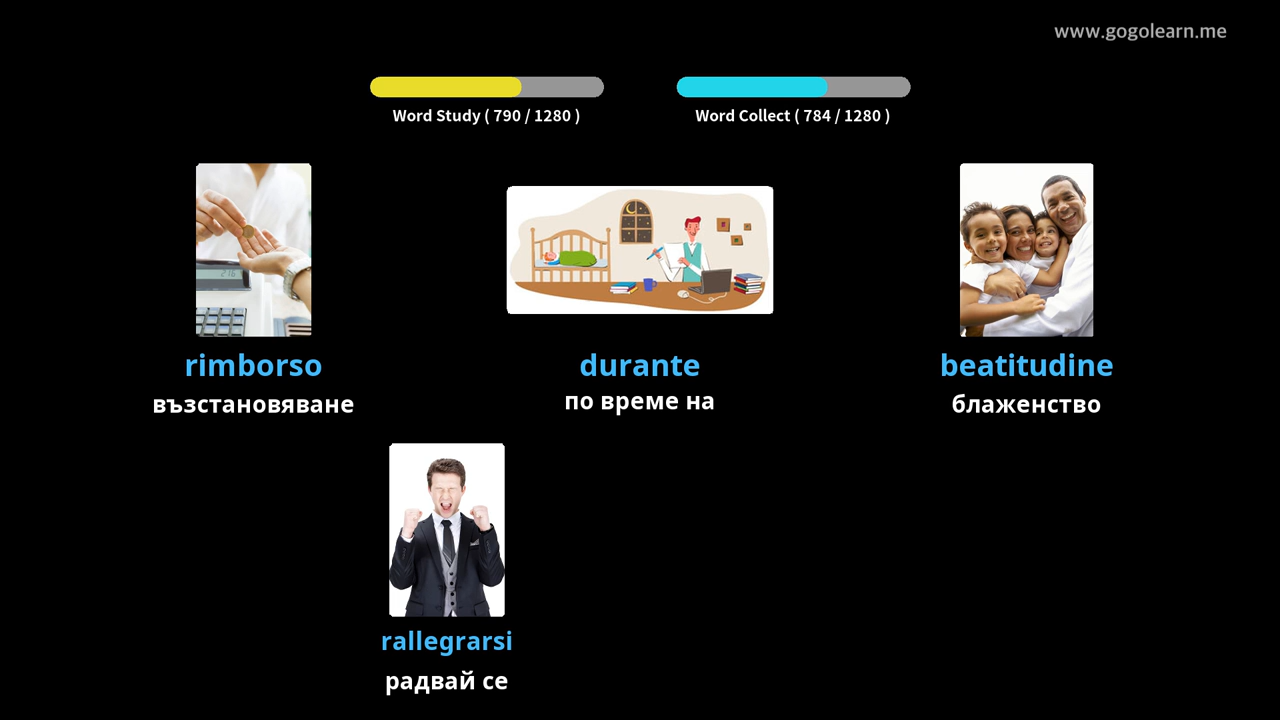 www.gogolearn.me
Word Study ( 790 / 1280 )
Word Collect ( 784 / 1280 )
rimborso
възстановяване
durante
по време на
beatitudine
блаженство
rallegrarsi
радвай се